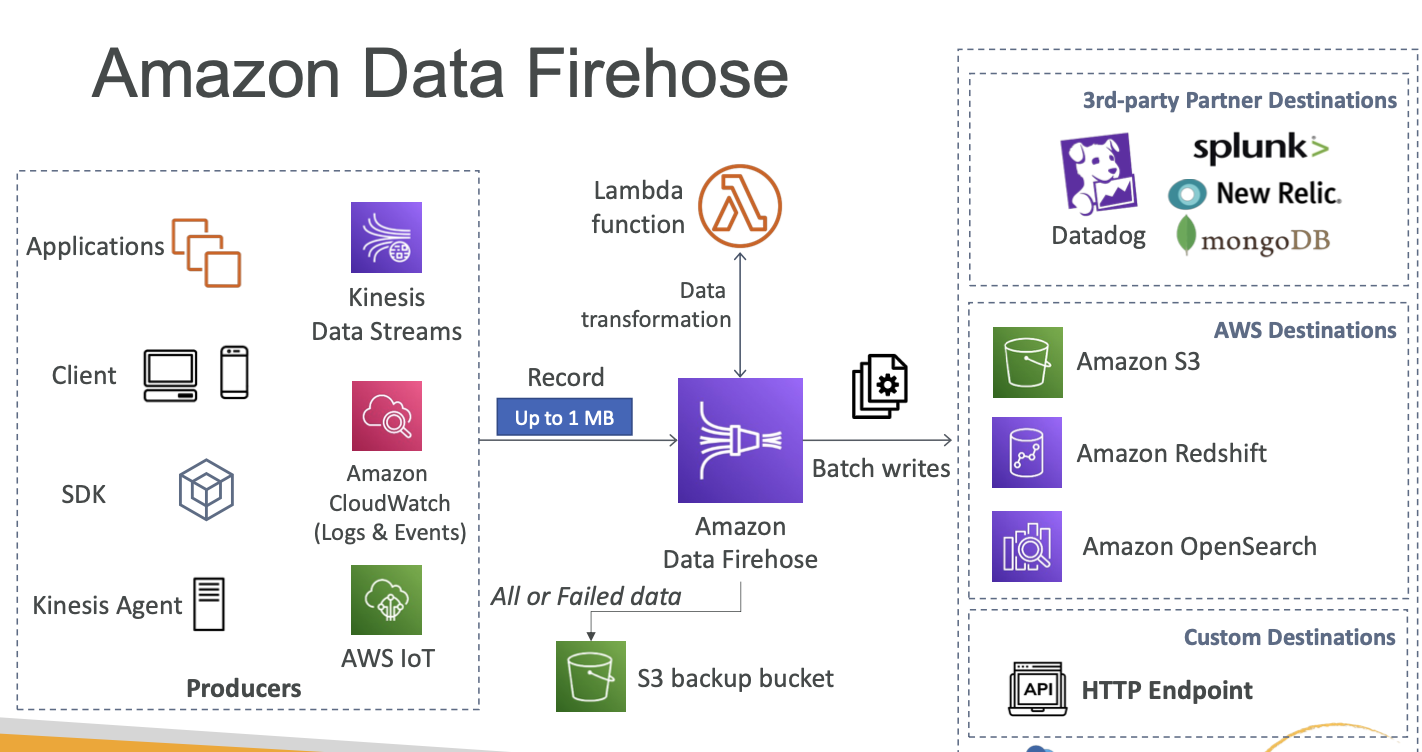 Amazon Data Firehose
Applications
Client
SDK
Kinesis Agent
Kinesis
Data Streams
Amazon
CloudWatch
(Logs & Events)
AWS IoT
Producers
Record
Up to 1 MB
Lambda
function
Data
transformation
Amazon
Data Firehose
All or Failed data
S3 backup bucket
Batch writes
3rd-party Partner Destinations
Datadog
splunk>
New Relic.
mongoDB
AWS Destinations
Amazon S3
Amazon Redshift
Amazon OpenSearch
Custom Destinations
API
HTTP Endpoint